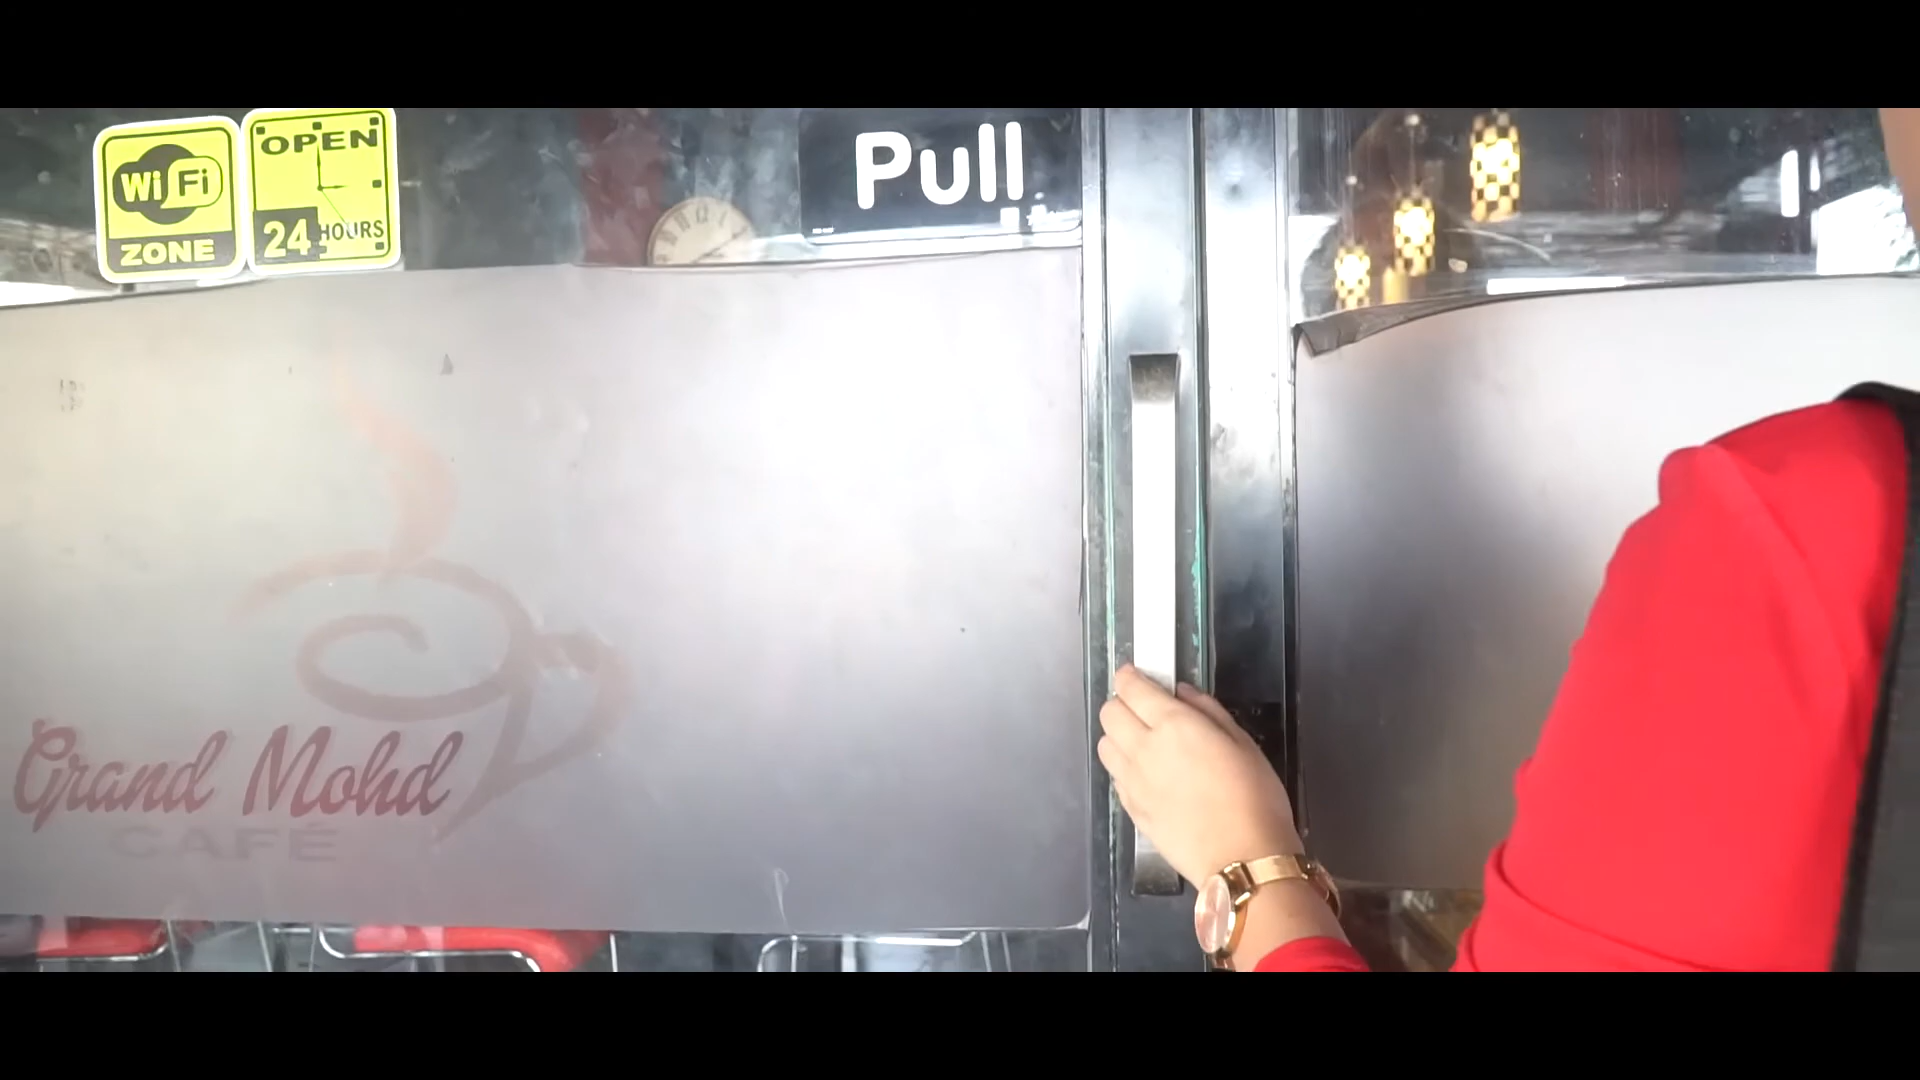 WiFi
ZONE
OPEN
24 HOURS
Pull
Grand Mohd
CAFÉ